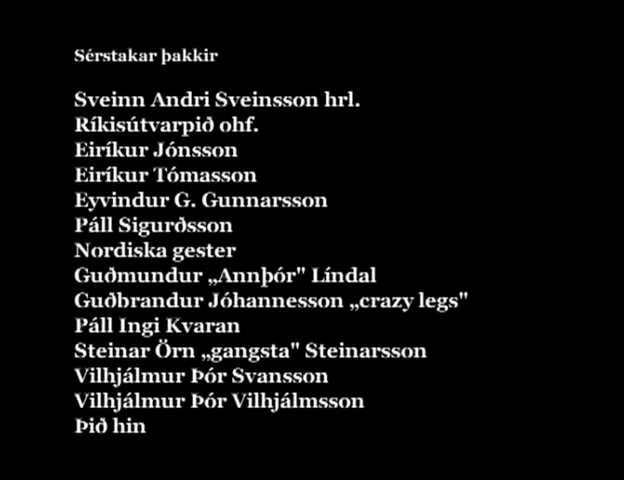 Sérstakar þakkir
Sveinn Andri Sveinsson hrl.
Ríkisútvarpið ohf.
Eiríkur Jónsson
Eiríkur Tómasson
Eyvindur G. Gunnarsson
Páll Sigurðsson
Nordiska gester
Guðmundur „Annþór" Líndal
Guðbrandur Jóhannesson „crazy legs"
Páll Ingi Kvaran
Steinar Örn „gangsta" Steinarsson
Vilhjálmur Þór Svansson
Vilhjálmur Þór Vilhjálmsson
Þið hin